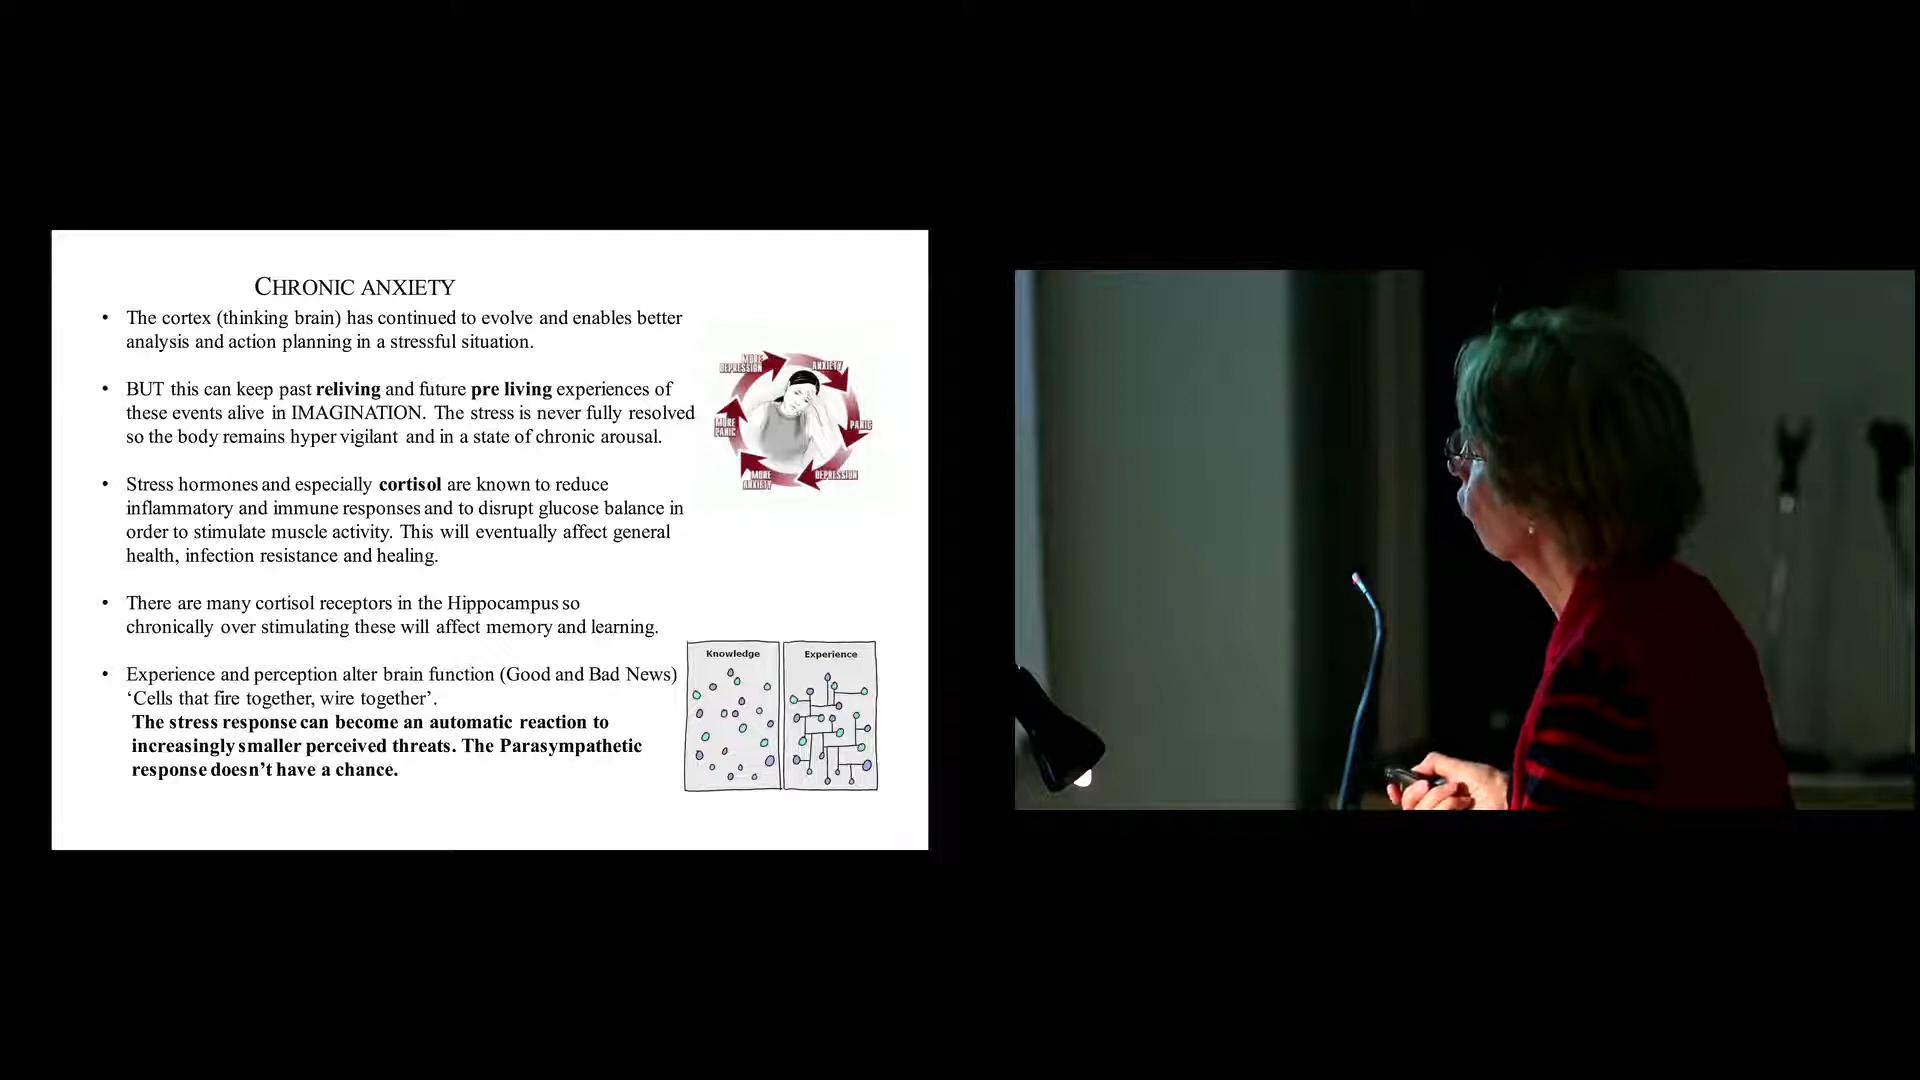 CHRONIC ANXIETY
• The cortex (thinking brain) has continued to evolve and enables better
analysis and action planning in a stressful situation.
• BUT this can keep past reliving and future pre living experiences of
these events alive in IMAGINATION. The stress is never fully resolved
so the body remains hyper vigilant and in a state of chronic arousal.
• Stress hormones and especially cortisol are known to reduce
inflammatory and immune responses and to disrupt glucose balance in
order to stimulate muscle activity. This will eventually affect general
health, infection resistance and healing.
• There are many cortisol receptors in the Hippocampus so
chronically over stimulating these will affect memory and learning.
• Experience and perception alter brain function (Good and Bad News)
‘Cells that fire together, wire together’.
The stress response can become an automatic reaction to
increasingly smaller perceived threats. The Parasympathetic
response doesn’t have a chance.
ANXIETY
PANIC
DEPRESSION
MORE
ANXIETY
MORE
PANIC
MORE
DEPRESSION
Knowledge
Experience